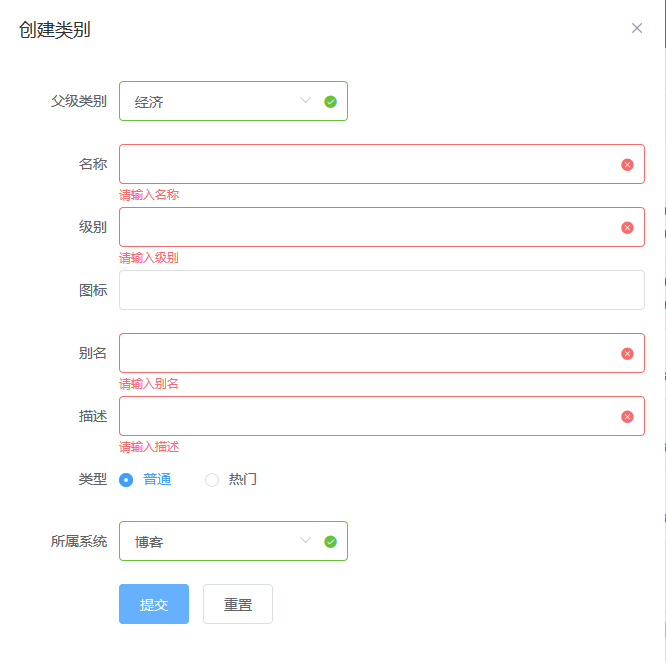 创建类别
父级类别 经济
名称
请输入名称
级别
请输入级别
图标
别名
请输入别名
描述
请输入描述
类型 普通 热门
所属系统 博客
提交 重置